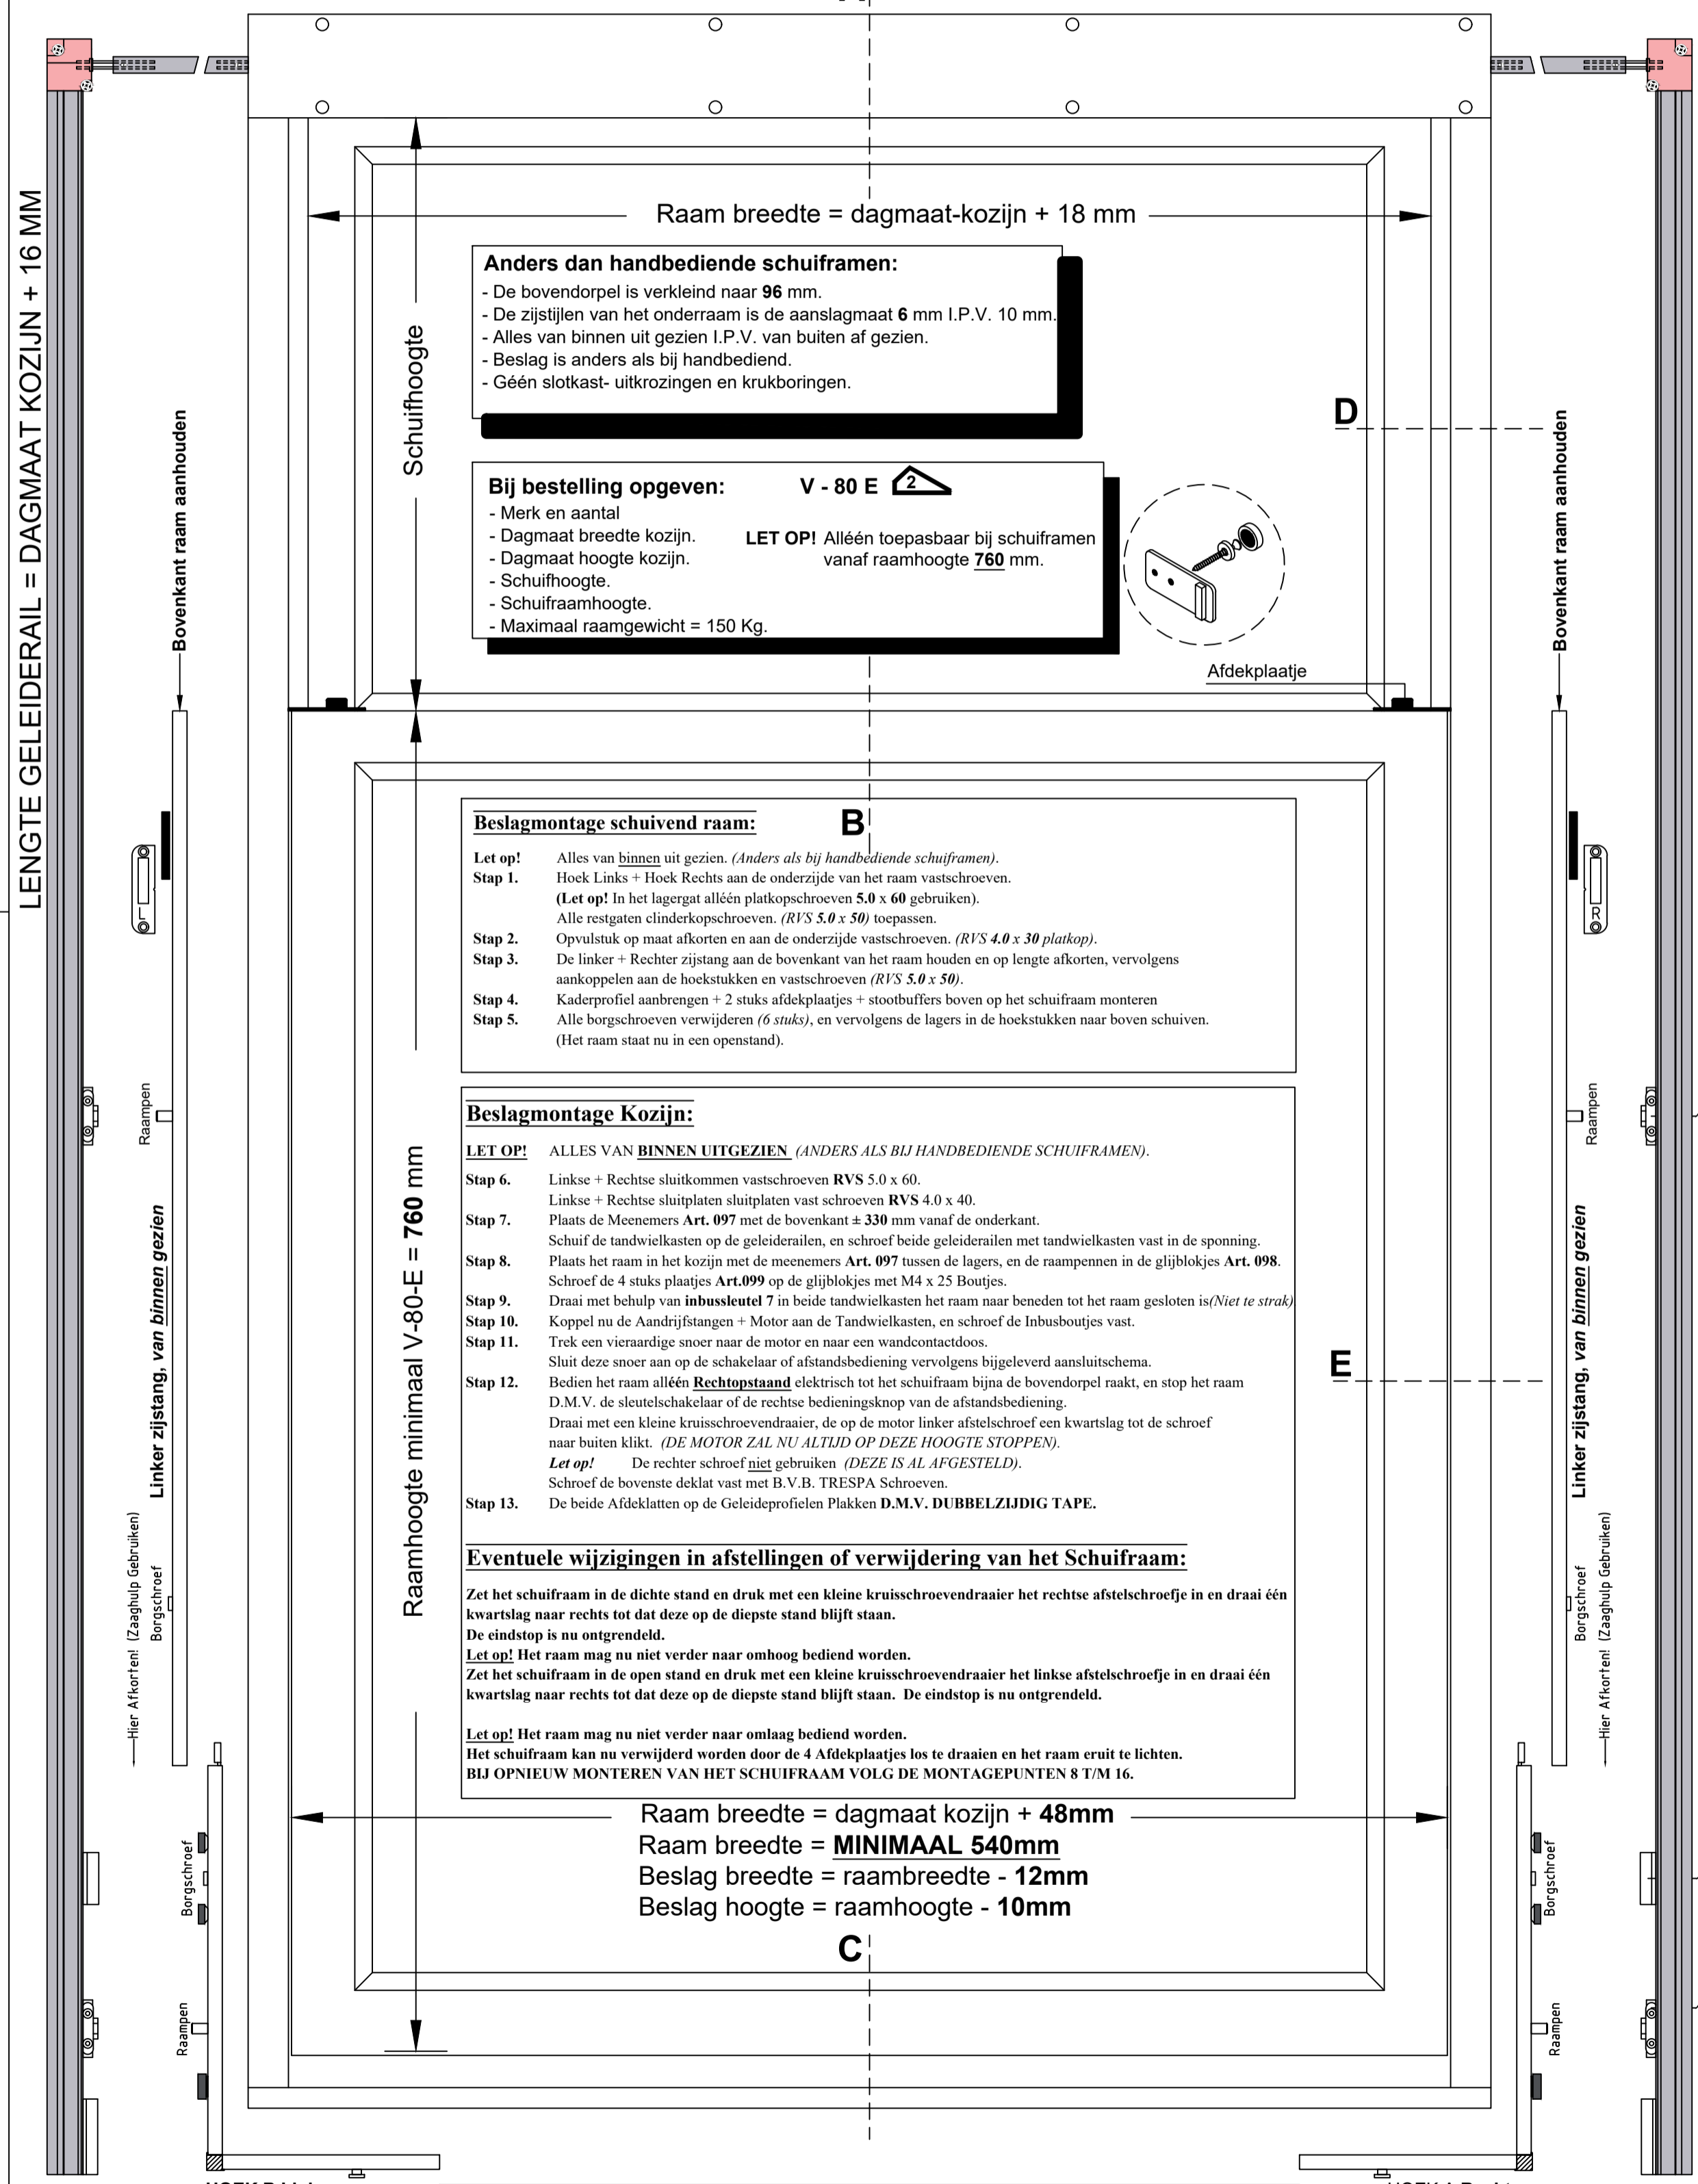 LENGTE GELEIDERAIL = DAGMAAT KOZIJN + 16 MM
Bovenkant raam aanhouden
Raam breedte = dagmaat-kozijn + 18 mm
Schuifhoogte
Anders dan handbediende schuiframen:
- De bovendorpel is verkleind naar 96 mm.
- De zijstijlen van het onderraam is de aanslagmaat 6 mm I.P.V. 10 mm.
- Alles van binnen uit gezien I.P.V. van buiten af gezien.
- Beslag is anders als bij handbediend.
- Géén slotkast- uitkrozingen en krukboringen.
D
Bovenkant raam aanhouden
Bij bestelling opgeven: V - 80 E 2
- Merk en aantal
- Dagmaat breedte kozijn.
- Dagmaat hoogte kozijn.
- Schuifhoogte.
- Schuifraamhoogte.
- Maximaal raamgewicht = 150 Kg.
LET OP! Alléén toepasbaar bij schuiframen
vanaf raamhoogte 760 mm.
Afdekplaatje
L
R
B
Beslagmontage schuivend raam:
Let op! Alles van binnen uit gezien. (Anders als bij handbediende schuiframen).
Stap 1. Hoek Links + Hoek Rechts aan de onderzijde van het raam vastschroeven.
(Let op! In het lagergat alléén platkopschroeven 5.0 x 60 gebruiken).
Alle restgaten clinderkopschroeven. (RVS 5.0 x 50) toepassen.
Stap 2. Opvulstuk op maat afkorten en aan de onderzijde vastschroeven. (RVS 4.0 x 30 platkop).
Stap 3. De linker + Rechter zijstang aan de bovenkant van het raam houden en op lengte afkorten, vervolgens
aankoppelen aan de hoekstukken en vastschroeven (RVS 5.0 x 50).
Stap 4. Kaderprofiel aanbrengen + 2 stuks afdekplaatjes + stootbuffers boven op het schuifraam monteren
Stap 5. Alle borgschroeven verwijderen (6 stuks), en vervolgens de lagers in de hoekstukken naar boven schuiven.
(Het raam staat nu in een openstand).
Raampen
Raampen
Raamhoogte minimaal V-80-E = 760 mm
Beslagmontage Kozijn:
LET OP! ALLES VAN BINNEN UITGEZIEN (ANDERS ALS BIJ HANDBEDIENDE SCHUIFRAMEN).
Stap 6. Linkse + Rechtse sluitkommen vastschroeven RVS 5.0 x 60.
Linkse + Rechtse sluitplaten sluitplaten vast schroeven RVS 4.0 x 40.
Stap 7. Plaats de Meenemers Art. 097 met de bovenkant ± 330 mm vanaf de onderkant.
Schuif de tandwielkasten op de geleiderailen, en schroef beide geleiderailen met tandwielkasten vast in de sponning.
Stap 8. Plaats het raam in het kozijn met de meenemers Art. 097 tussen de lagers, en de raampennen in de glijblokjes Art. 098.
Schroef de 4 stuks plaatjes Art.099 op de glijblokjes met M4 x 25 Boutjes.
Stap 9. Draai met behulp van inbussleutel 7 in beide tandwielkasten het raam naar beneden tot het raam gesloten is(Niet te strak)
Stap 10. Koppel nu de Aandrijfstangen + Motor aan de Tandwielkasten, en schroef de Inbusboutjes vast.
Stap 11. Trek een vieraardige snoer naar de motor en naar een wandcontactdoos.
Sluit deze snoer aan op de schakelaar of afstandsbediening vervolgens bijgeleverd aansluitschema.
Stap 12. Bedien het raam alléén Rechtopstaand elektrisch tot het schuifraam bijna de bovendorpel raakt, en stop het raam
D.M.V. de sleutelschakelaar of de rechtse bedieningsknop van de afstandsbediening.
Draai met een kleine kruisschroevendraaier, de op de motor linker afstelschroef een kwartslag tot de schroef
naar buiten klikt. (DE MOTOR ZAL NU ALTIJD OP DEZE HOOGTE STOPPEN).
Let op! De rechter schroef niet gebruiken (DEZE IS AL AFGESTELD).
Schroef de bovenste deklat vast met B.V.B. TRESPA Schroeven.
Stap 13. De beide Afdeklatten op de Geleideprofielen Plakken D.M.V. DUBBELZIJDIG TAPE.
E
Linker zijstang, van binnen gezien
Linker zijstang, van binnen gezien
Hier Afkorten! (Zaaghulp Gebruiken)
Borgschroef
Borgschroef
Hier Afkorten! (Zaaghulp Gebruiken)
Eventuele wijzigingen in afstellingen of verwijdering van het Schuifraam:
Zet het schuifraam in de dichte stand en druk met een kleine kruisschroevendraaier het rechtse afstelschroefje in en draai één
kwartslag naar rechts tot dat deze op de diepste stand blijft staan.
De eindstop is nu ontgrendeld.
Let op! Het raam mag nu niet verder naar omhoog bediend worden.
Zet het schuifraam in de open stand en druk met een kleine kruisschroevendraaier het linkse afstelschroefje in en draai één
kwartslag naar rechts tot dat deze op de diepste stand blijft staan. De eindstop is nu ontgrendeld.
Let op! Het raam mag nu niet verder naar omlaag bediend worden.
Het schuifraam kan nu verwijderd worden door de 4 Afdekplaatjes los te draaien en het raam eruit te lichten.
BIJ OPNIEUW MONTEREN VAN HET SCHUIFRAAM VOLG DE MONTAGEPUNTEN 8 T/M 16.
Raam breedte = dagmaat kozijn + 48mm
Raam breedte = MINIMAAL 540mm
Beslag breedte = raambreedte - 12mm
Beslag hoogte = raamhoogte - 10mm
C
Borgschroef
Borgschroef
Raampen
Raampen